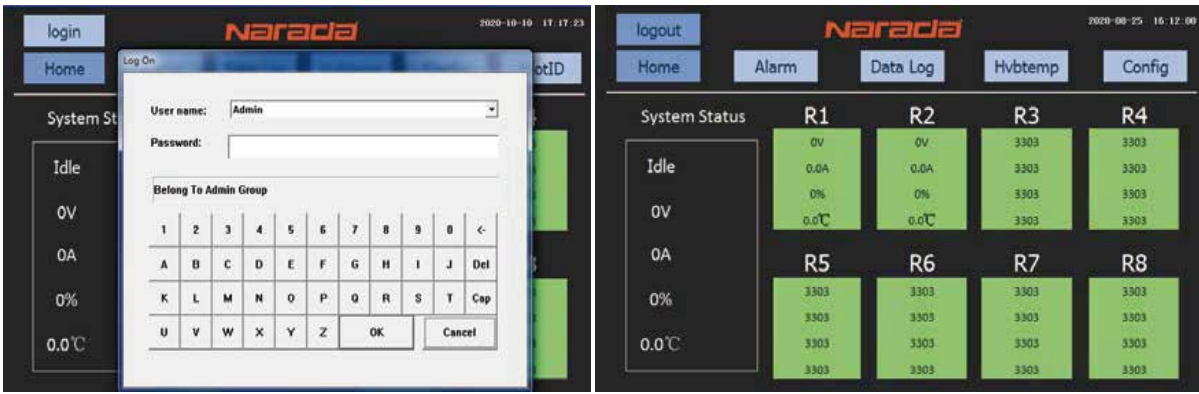 login
Narada
2020-10-10 17:17:23
Home
Log On
otID
System St
User name:
Admin
Password:
Belong To Admin Group
1 2 3 4 5 6 7 8 9 0 <-
A B C D E F G H I J Del
K L M N O P Q R S T Cap
U V W X Y Z OK Cancel
Idle
0V
0A
0%
0.0℃
logout
Narada
2020-08-25 16:12:00
Home Alarm Data Log Hvbtemp Config
System Status
Idle
0V
0A
0%
0.0℃
R1 R2 R3 R4
0V 0V 3303 3303
0.0A 0.0A 3303 3303
0% 0% 3303 3303
0.0℃ 0.0℃ 3303 3303
R5 R6 R7 R8
3303 3303 3303 3303
3303 3303 3303 3303
3303 3303 3303 3303
3303 3303 3303 3303